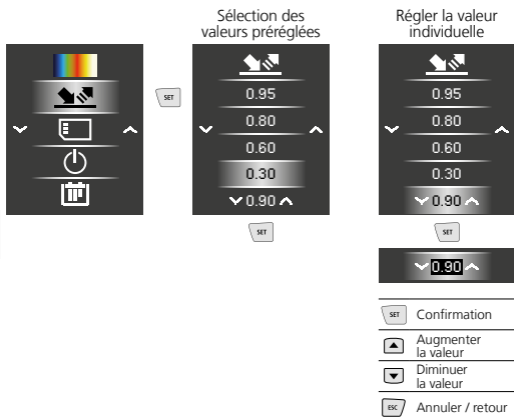 Sélection des
valeurs préréglées
SET
0.95
0.80
0.60
0.30
0.90
SET
Régler la valeur
individuelle
0.95
0.80
0.60
0.30
0.90
SET
0.90
SET Confirmation
Augmenter
la valeur
Diminuer
la valeur
ESC Annuler / retour